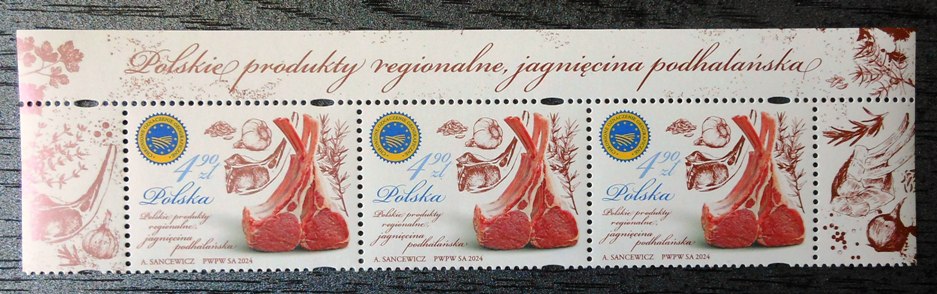 Polskie produkty regionalne, jagnięcina podhalańska
4,90 zł
Polska
Polskie produkty
regionalne
jagnięcina
podhalańska
A. SANCEWICZ PWPW SA 2024
4,90 zł
Polska
Polskie produkty
regionalne
jagnięcina
podhalańska
A. SANCEWICZ PWPW SA 2024
4,90 zł
Polska
Polskie produkty
regionalne
jagnięcina
podhalańska
A. SANCEWICZ PWPW SA 2024